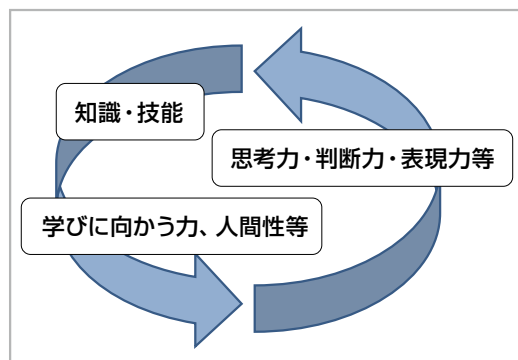 知識・技能
思考力・判断力・表現力等
学びに向かう力、人間性等